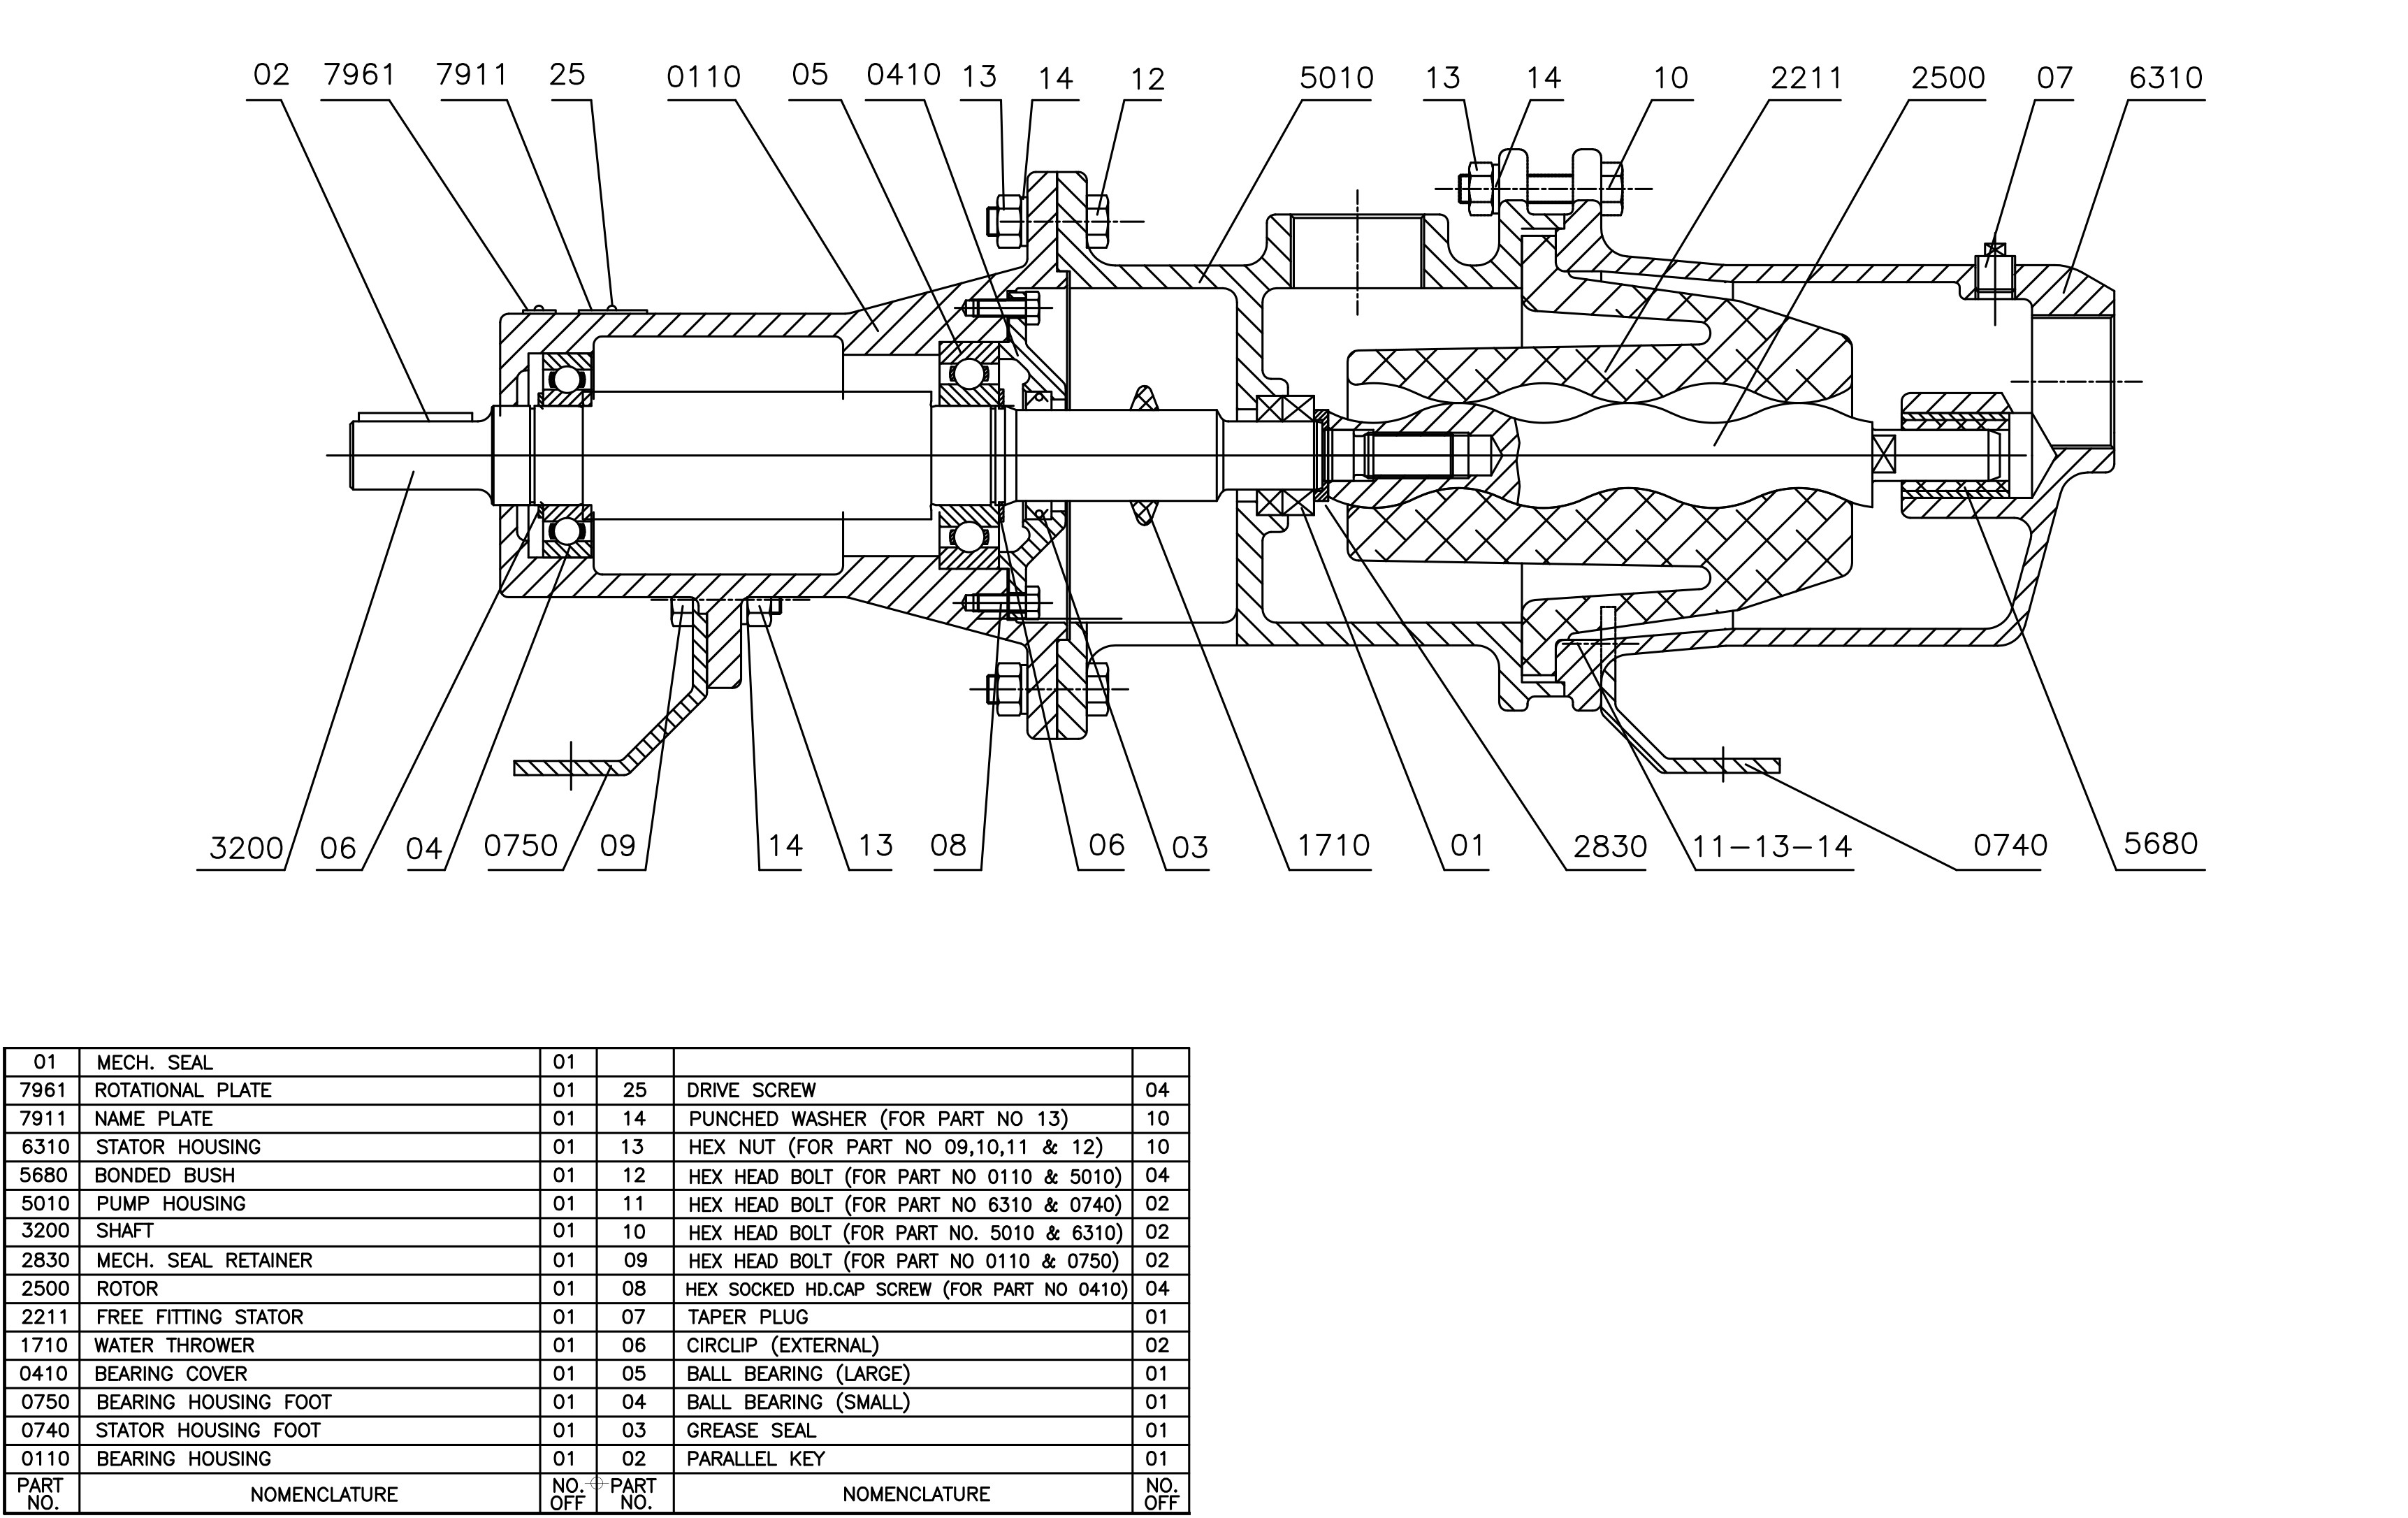 02 7961 7911 25 0110 05 0410 13 14 12 5010 13 14 10 2211 2500 07 6310
3200 06 04 0750 09 14 13 08 06 03 1710 01 2830 11-13-14 0740 5680
01 MECH. SEAL 01
7961 ROTATIONAL PLATE 01 25 DRIVE SCREW 04
7911 NAME PLATE 01 14 PUNCHED WASHER (FOR PART NO 13) 10
6310 STATOR HOUSING 01 13 HEX NUT (FOR PART NO 09,10,11 & 12) 10
5680 BONDED BUSH 01 12 HEX HEAD BOLT (FOR PART NO 0110 & 5010) 04
5010 PUMP HOUSING 01 11 HEX HEAD BOLT (FOR PART NO 6310 & 0740) 02
3200 SHAFT 01 10 HEX HEAD BOLT (FOR PART NO. 5010 & 6310) 02
2830 MECH. SEAL RETAINER 01 09 HEX HEAD BOLT (FOR PART NO 0110 & 0750) 02
2500 ROTOR 01 08 HEX SOCKED HD.CAP SCREW (FOR PART NO 0410) 04
2211 FREE FITTING STATOR 01 07 TAPER PLUG 01
1710 WATER THROWER 01 06 CIRCLIP (EXTERNAL) 02
0410 BEARING COVER 01 05 BALL BEARING (LARGE) 01
0750 BEARING HOUSING FOOT 01 04 BALL BEARING (SMALL) 01
0740 STATOR HOUSING FOOT 01 03 GREASE SEAL 01
0110 BEARING HOUSING 01 02 PARALLEL KEY 01
PART NO. NOMENCLATURE NO. OFF PART NO. NOMENCLATURE NO. OFF